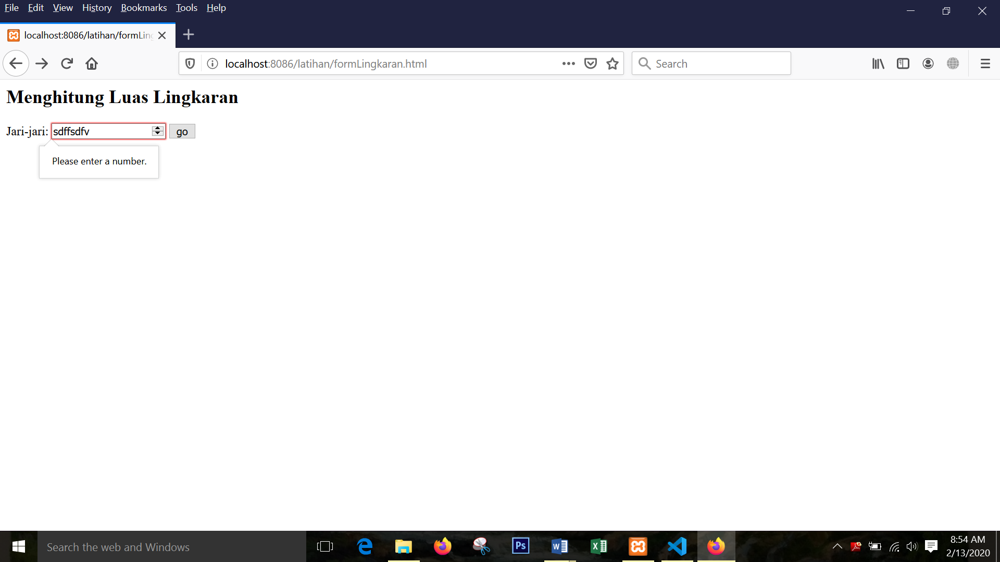 File Edit View History Bookmarks Tools Help
localhost:8086/latihan/formLing
localhost:8086/latihan/formLingkaran.html
Search
Menghitung Luas Lingkaran
Jari-jari: sdffsdfv go
Please enter a number.
Search the web and Windows
Ps
8:54 AM
2/13/2020